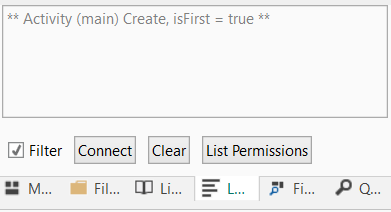 ** Activity (main) Create, isFirst = true **
Filter Connect Clear List Permissions
M... Fil... Li... L... Fi... Q...